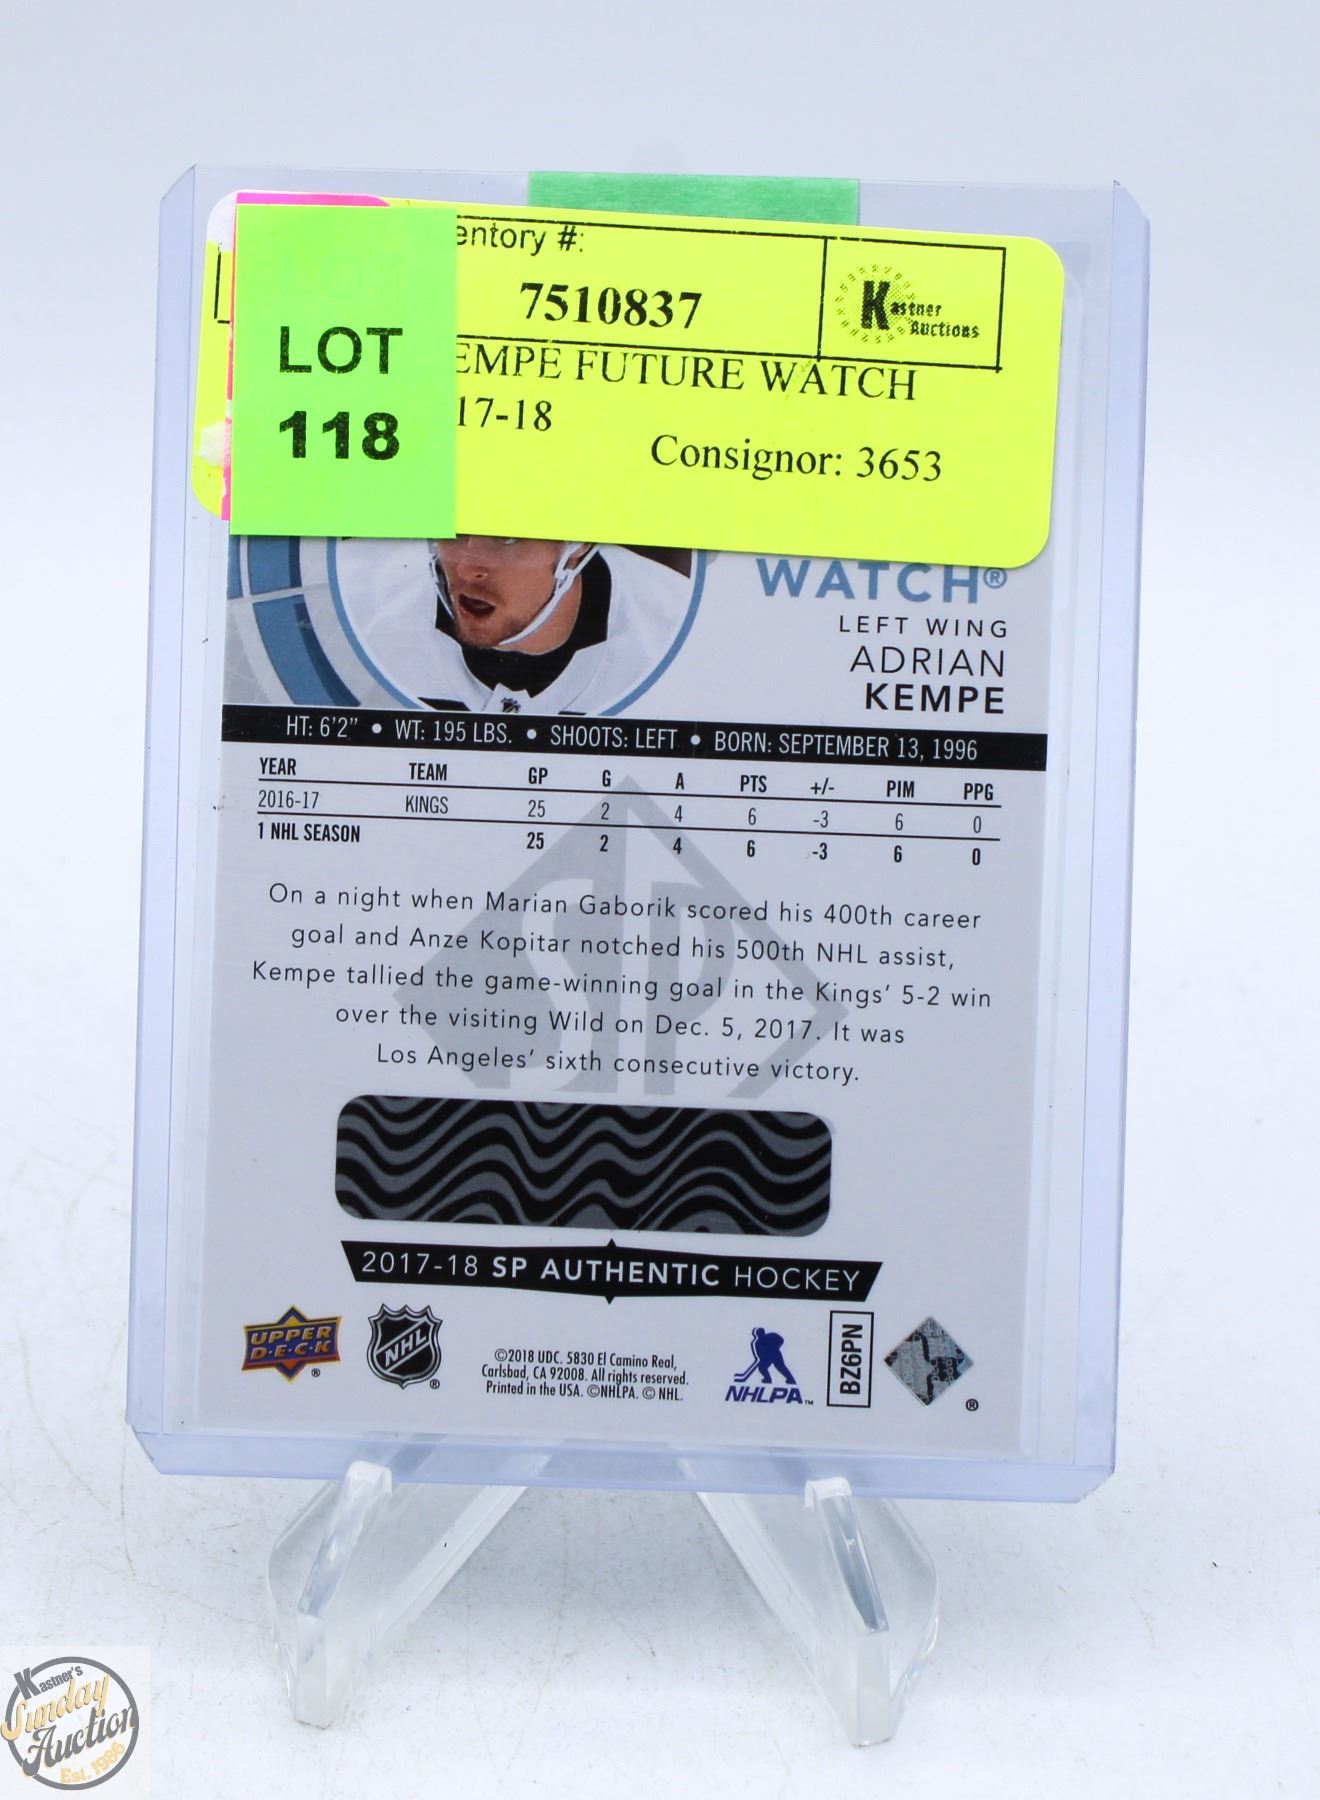 entory #:
7510837
Kastner
Auctions
LOT
118
EMPE FUTURE WATCH
17-18
Consignor: 3653
WATCH®
LEFT WING
ADRIAN
KEMPE
HT: 6'2" • WT: 195 LBS. • SHOOTS: LEFT • BORN: SEPTEMBER 13, 1996
YEAR TEAM GP G A PTS +/- PIM PPG
2016-17 KINGS 25 2 4 6 -3 6 0
1 NHL SEASON 25 2 4 6 -3 6 0
On a night when Marian Gaborik scored his 400th career
goal and Anze Kopitar notched his 500th NHL assist,
Kempe tallied the game-winning goal in the Kings' 5-2 win
over the visiting Wild on Dec. 5, 2017. It was
Los Angeles' sixth consecutive victory.
2017-18 SP AUTHENTIC HOCKEY
UPPER
D·E·C·K ®
NHL ®
©2018 UDC. 5830 El Camino Real,
Carlsbad, CA 92008. All rights reserved.
Printed in the USA. ©NHLPA. © NHL.
NHLPA™
BZ6PN
®
Kastner's
Sunday
Auction
Est. 1986